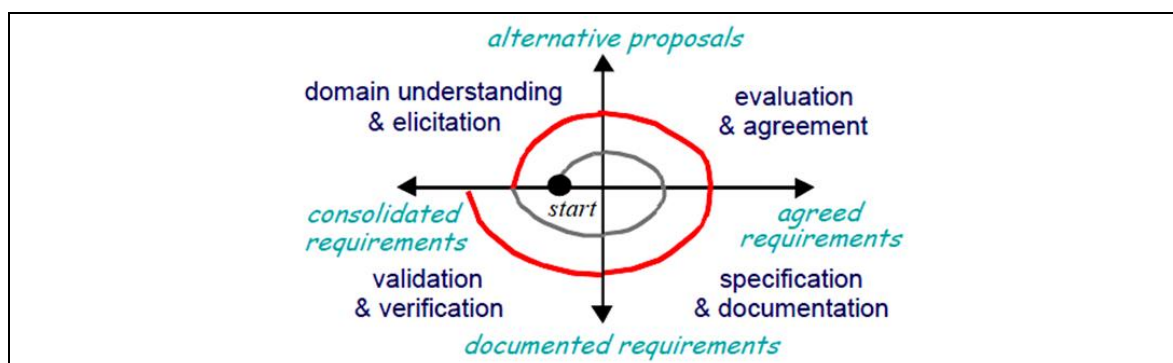 alternative proposals
domain understanding
& elicitation
evaluation
& agreement
start
consolidated
requirements
agreed
requirements
validation
& verification
specification
& documentation
documented requirements